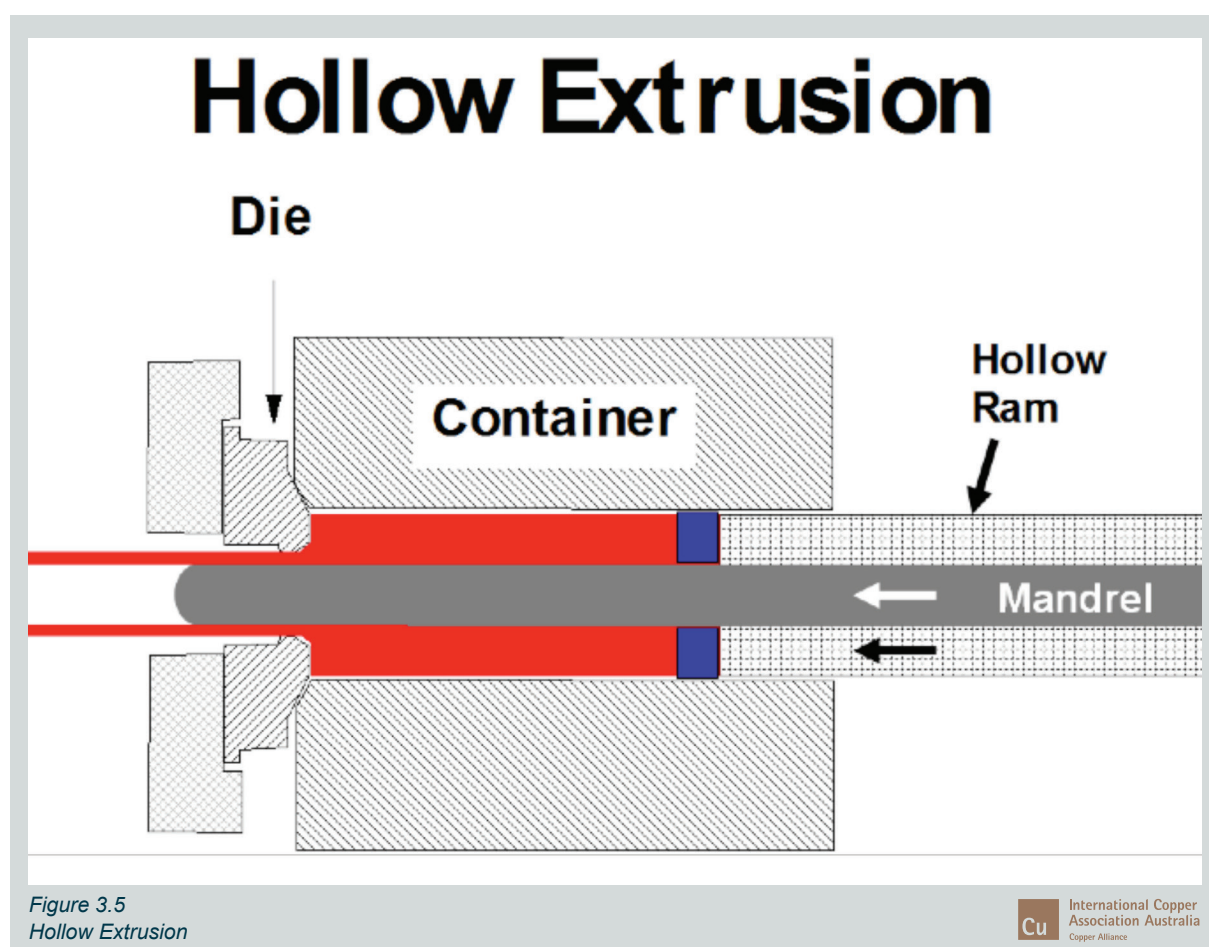 Hollow Extrusion
Die
Hollow
Ram
Container
Mandrel
Figure 3.5
Hollow Extrusion
Cu
International Copper
Association Australia
Copper Alliance